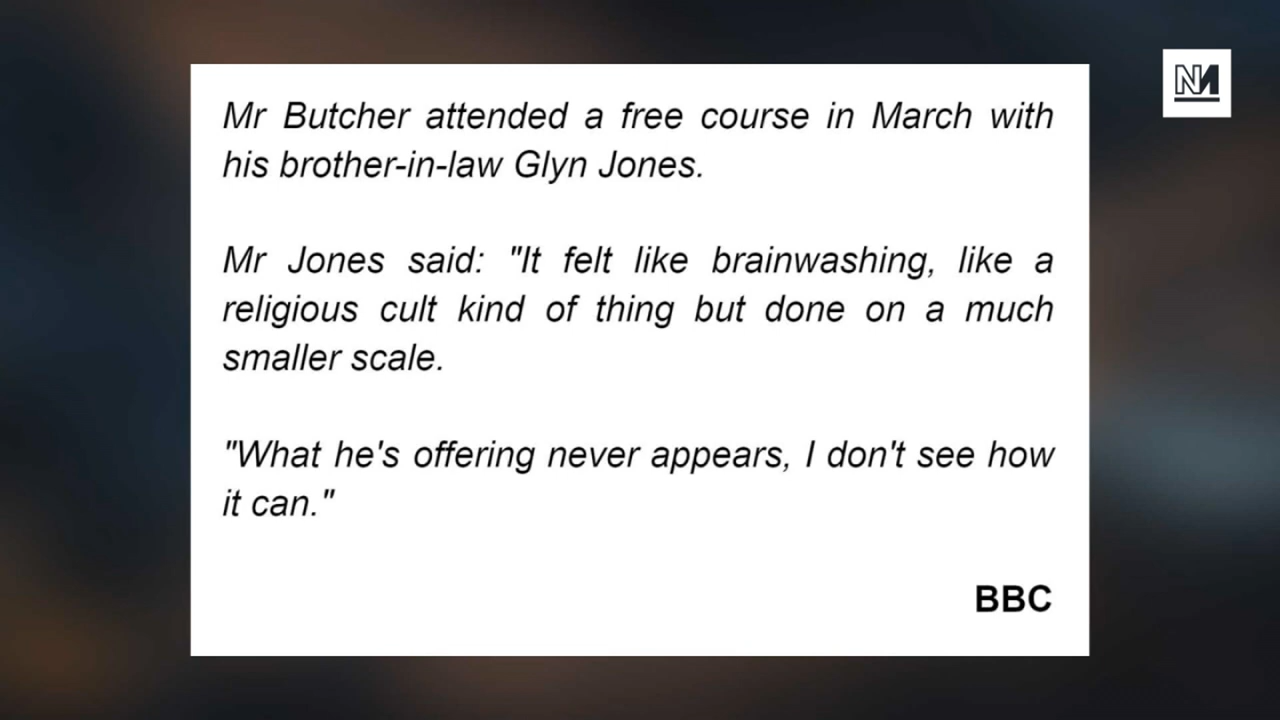 Mr Butcher attended a free course in March with
his brother-in-law Glyn Jones.
Mr Jones said: "It felt like brainwashing, like a
religious cult kind of thing but done on a much
smaller scale.
"What he's offering never appears, I don't see how
it can."
BBC